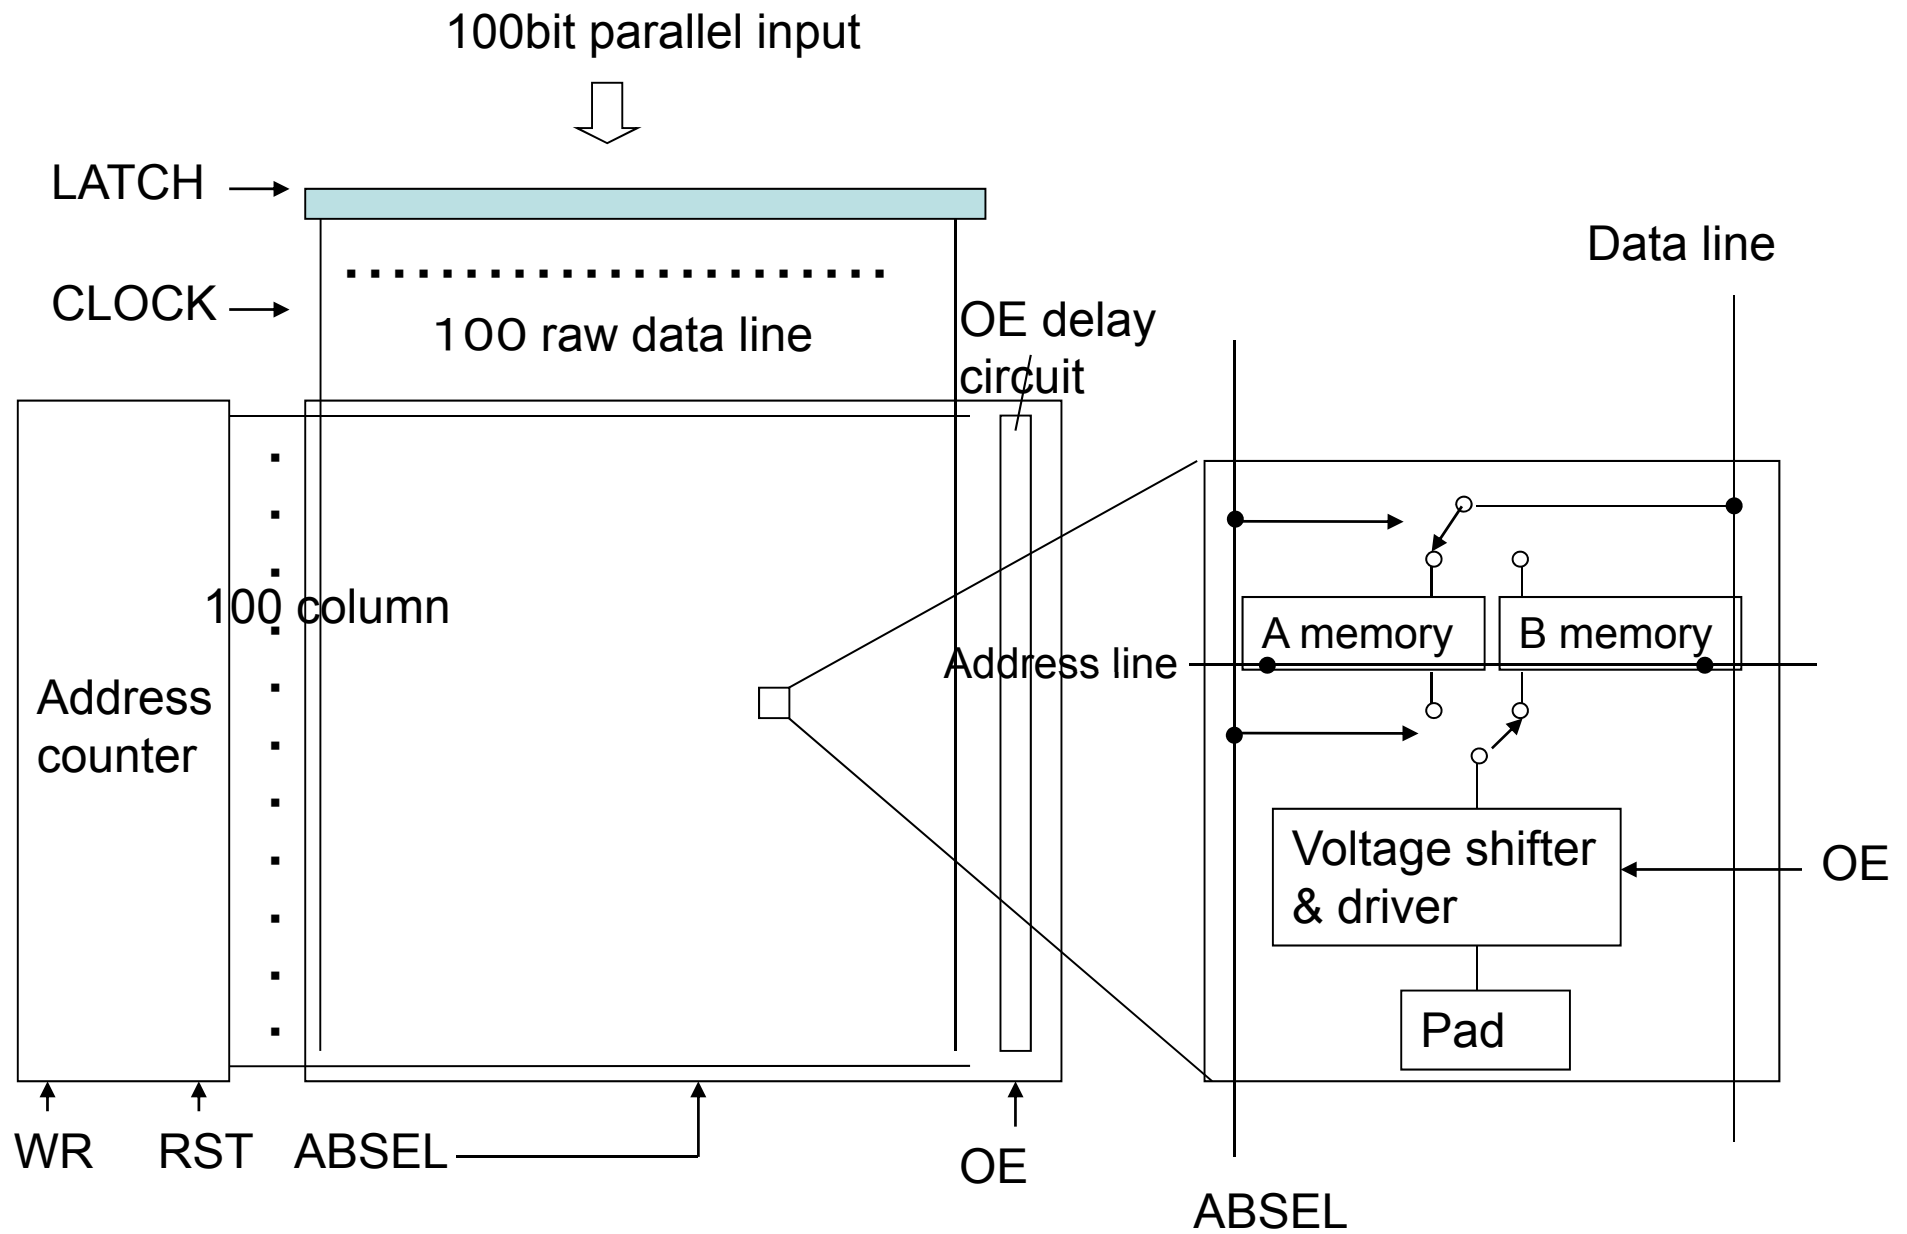 100bit parallel input
LATCH
CLOCK
100 raw data line
OE delay
circuit
Data line
100 column
Address
counter
Address line
A memory
B memory
Voltage shifter
& driver
OE
Pad
WR
RST
ABSEL
OE
ABSEL